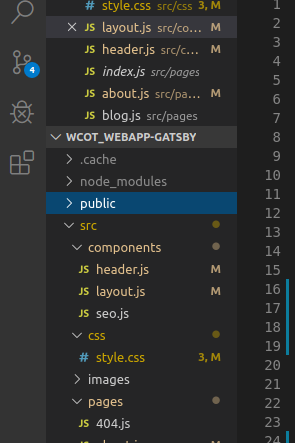 # style.css src/css 3, M
JS layout.js src/co... M
JS header.js src/c... M
JS index.js src/pages
JS about.js src/pa... M
JS blog.js src/pages
WCOT_WEBAPP-GATSBY
.cache
node_modules
public
src
components
JS header.js M
JS layout.js M
JS seo.js
css
# style.css 3, M
images
pages
JS 404.js
4
1
2
3
4
5
6
7
8
9
10
11
12
13
14
15
16
17
18
19
20
21
22
23
24